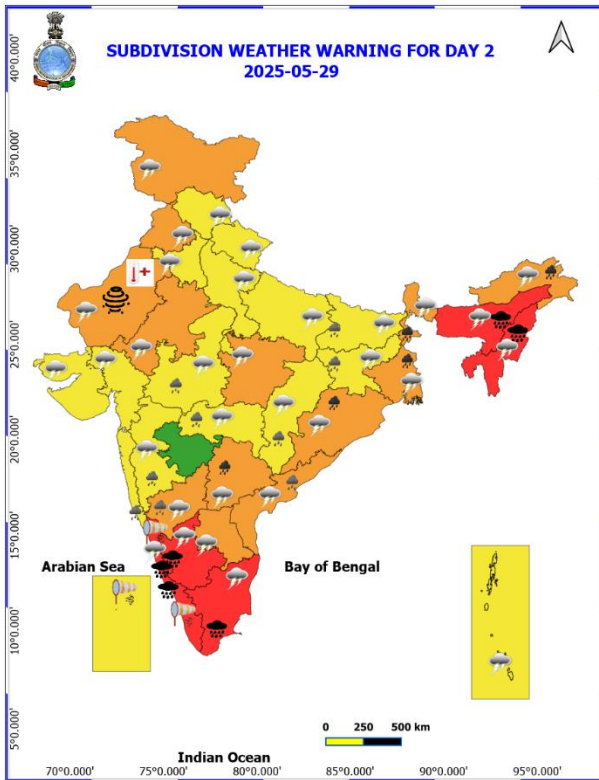 SUBDIVISION WEATHER WARNING FOR DAY 2
2025-05-29
40°0.000'
35°0.000'
30°0.000'
25°0.000'
20°0.000'
15°0.000'
10°0.000'
5°0.000'
Arabian Sea
Bay of Bengal
0 250 500 km
Indian Ocean
70°0.000' 75°0.000' 80°0.000' 85°0.000' 90°0.000' 95°0.000'